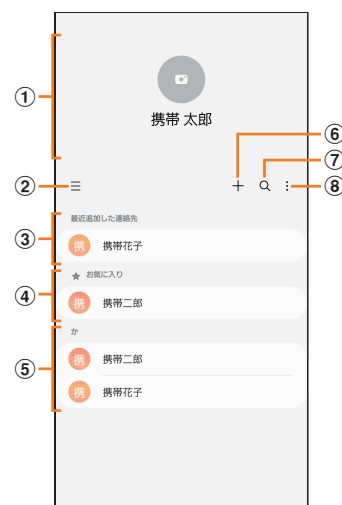 ①
携帯 太郎
⑥
⑦
② ⑧
最近追加した連絡先
③
携 携帯花子
④
★ お気に入り
携 携帯二郎
か
⑤
携 携帯二郎
携 携帯花子